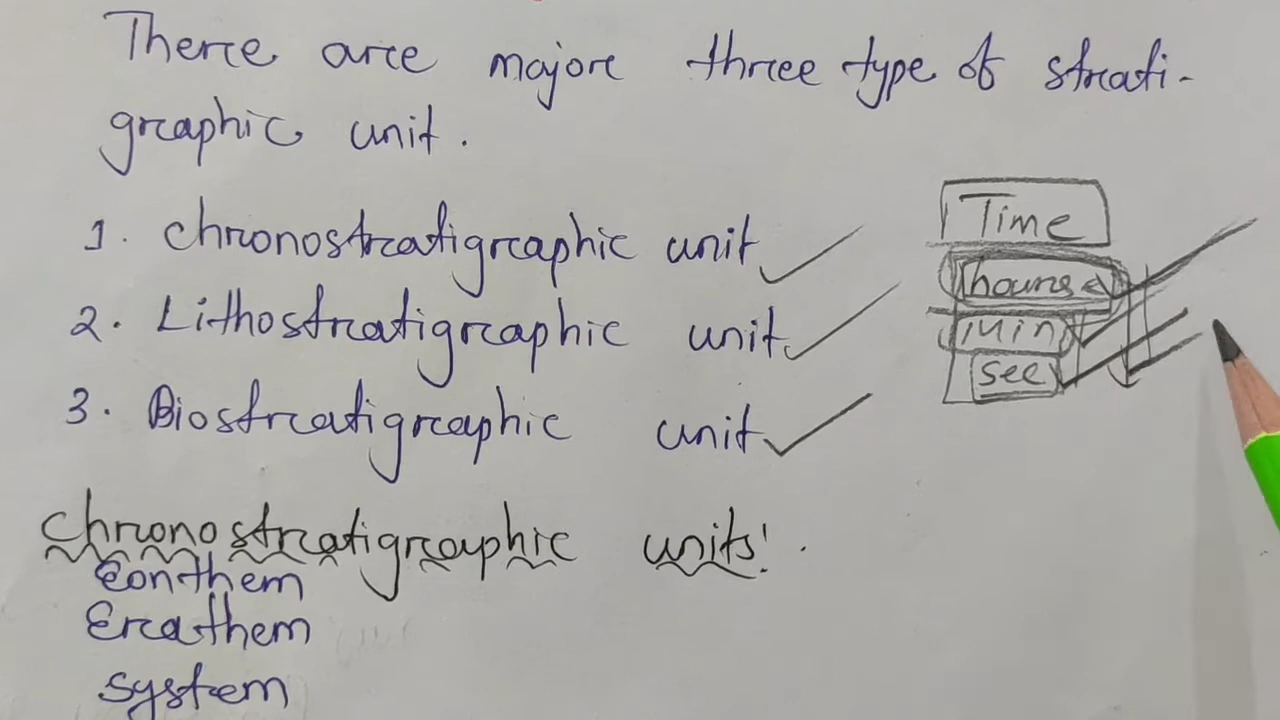 There are majore three type of strati-
graphic unit.
1. Chronostratigraphic unit
2. Lithostratigraphic unit
3. Biostratigraphic unit
Time
hours
Min
sec
Chronostratigraphic units:
Eonthem
Erathem
System